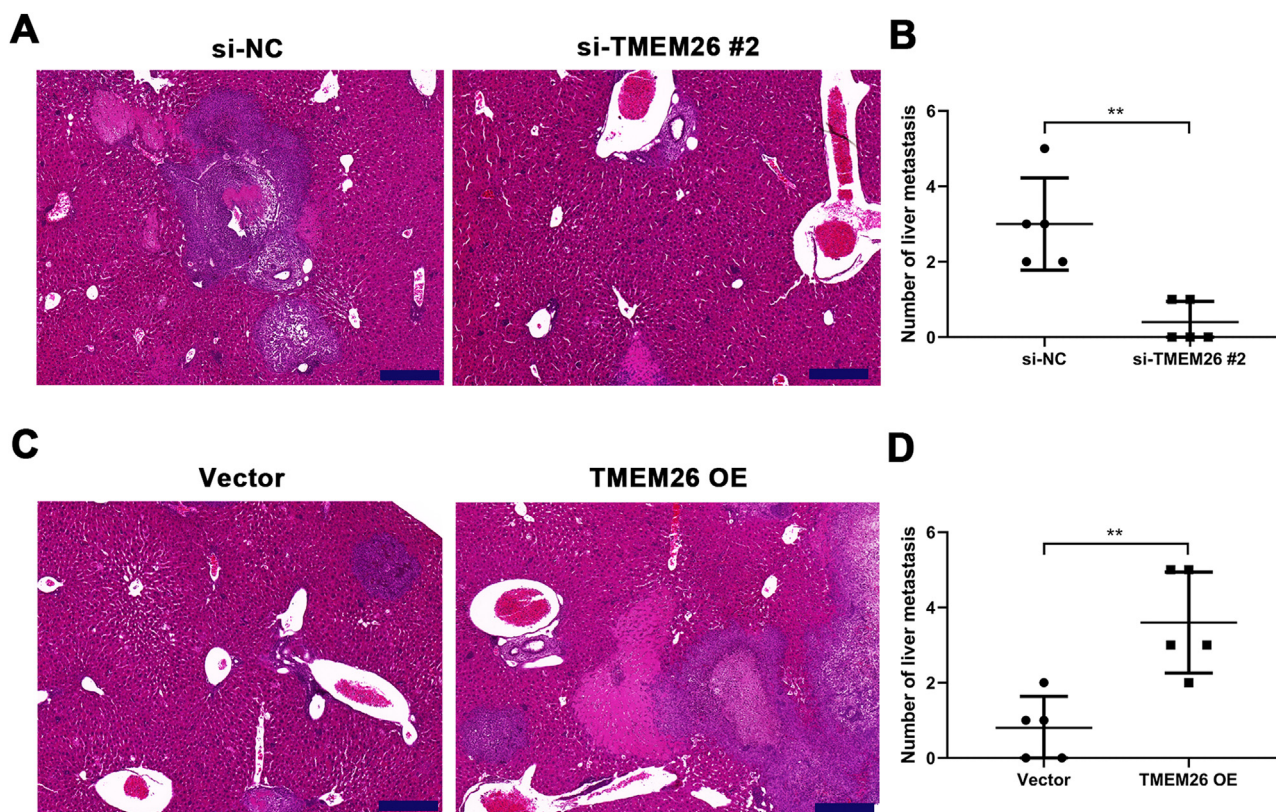 A
si-NC
si-TMEM26 #2
B
Number of liver metastasis
6
4
2
0
**
si-NC
si-TMEM26 #2
C
Vector
TMEM26 OE
D
Number of liver metastasis
6
4
2
0
**
Vector
TMEM26 OE